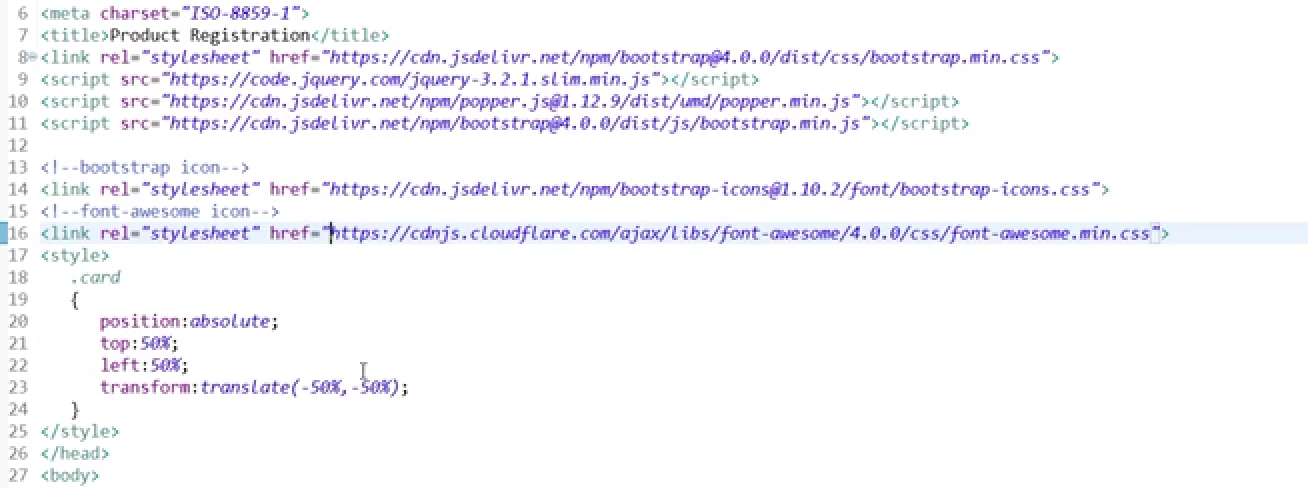 6 <meta charset="ISO-8859-1">
7 <title>Product Registration</title>
8 <link rel="stylesheet" href="https://cdn.jsdelivr.net/npm/bootstrap@4.0.0/dist/css/bootstrap.min.css">
9 <script src="https://code.jquery.com/jquery-3.2.1.slim.min.js"></script>
10 <script src="https://cdn.jsdelivr.net/npm/popper.js@1.12.9/dist/umd/popper.min.js"></script>
11 <script src="https://cdn.jsdelivr.net/npm/bootstrap@4.0.0/dist/js/bootstrap.min.js"></script>
12
13 <!--bootstrap icon-->
14 <link rel="stylesheet" href="https://cdn.jsdelivr.net/npm/bootstrap-icons@1.10.2/font/bootstrap-icons.css">
15 <!--font-awesome icon-->
16 <link rel="stylesheet" href="https://cdnjs.cloudflare.com/ajax/libs/font-awesome/4.0.0/css/font-awesome.min.css">
17 <style>
18 .card
19 {
20 position:absolute;
21 top:50%;
22 left:50%;
23 transform:translate(-50%,-50%);
24 }
25 </style>
26 </head>
27 <body>